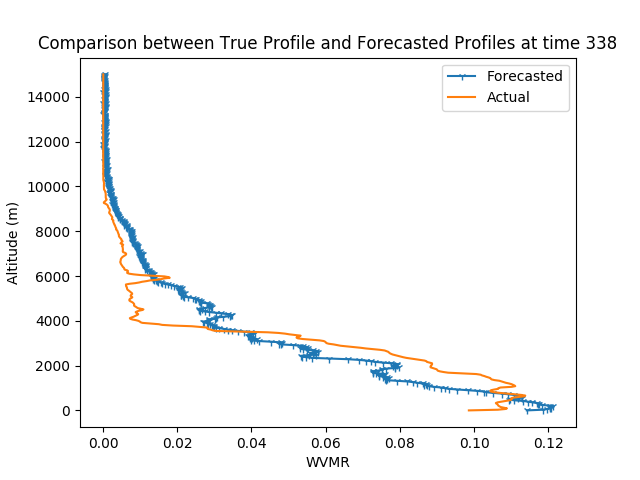 Comparison between True Profile and Forecasted Profiles at time 338
Forecasted
Actual
14000
12000
10000
8000
6000
4000
2000
0
Altitude (m)
0.00 0.02 0.04 0.06 0.08 0.10 0.12
WVMR